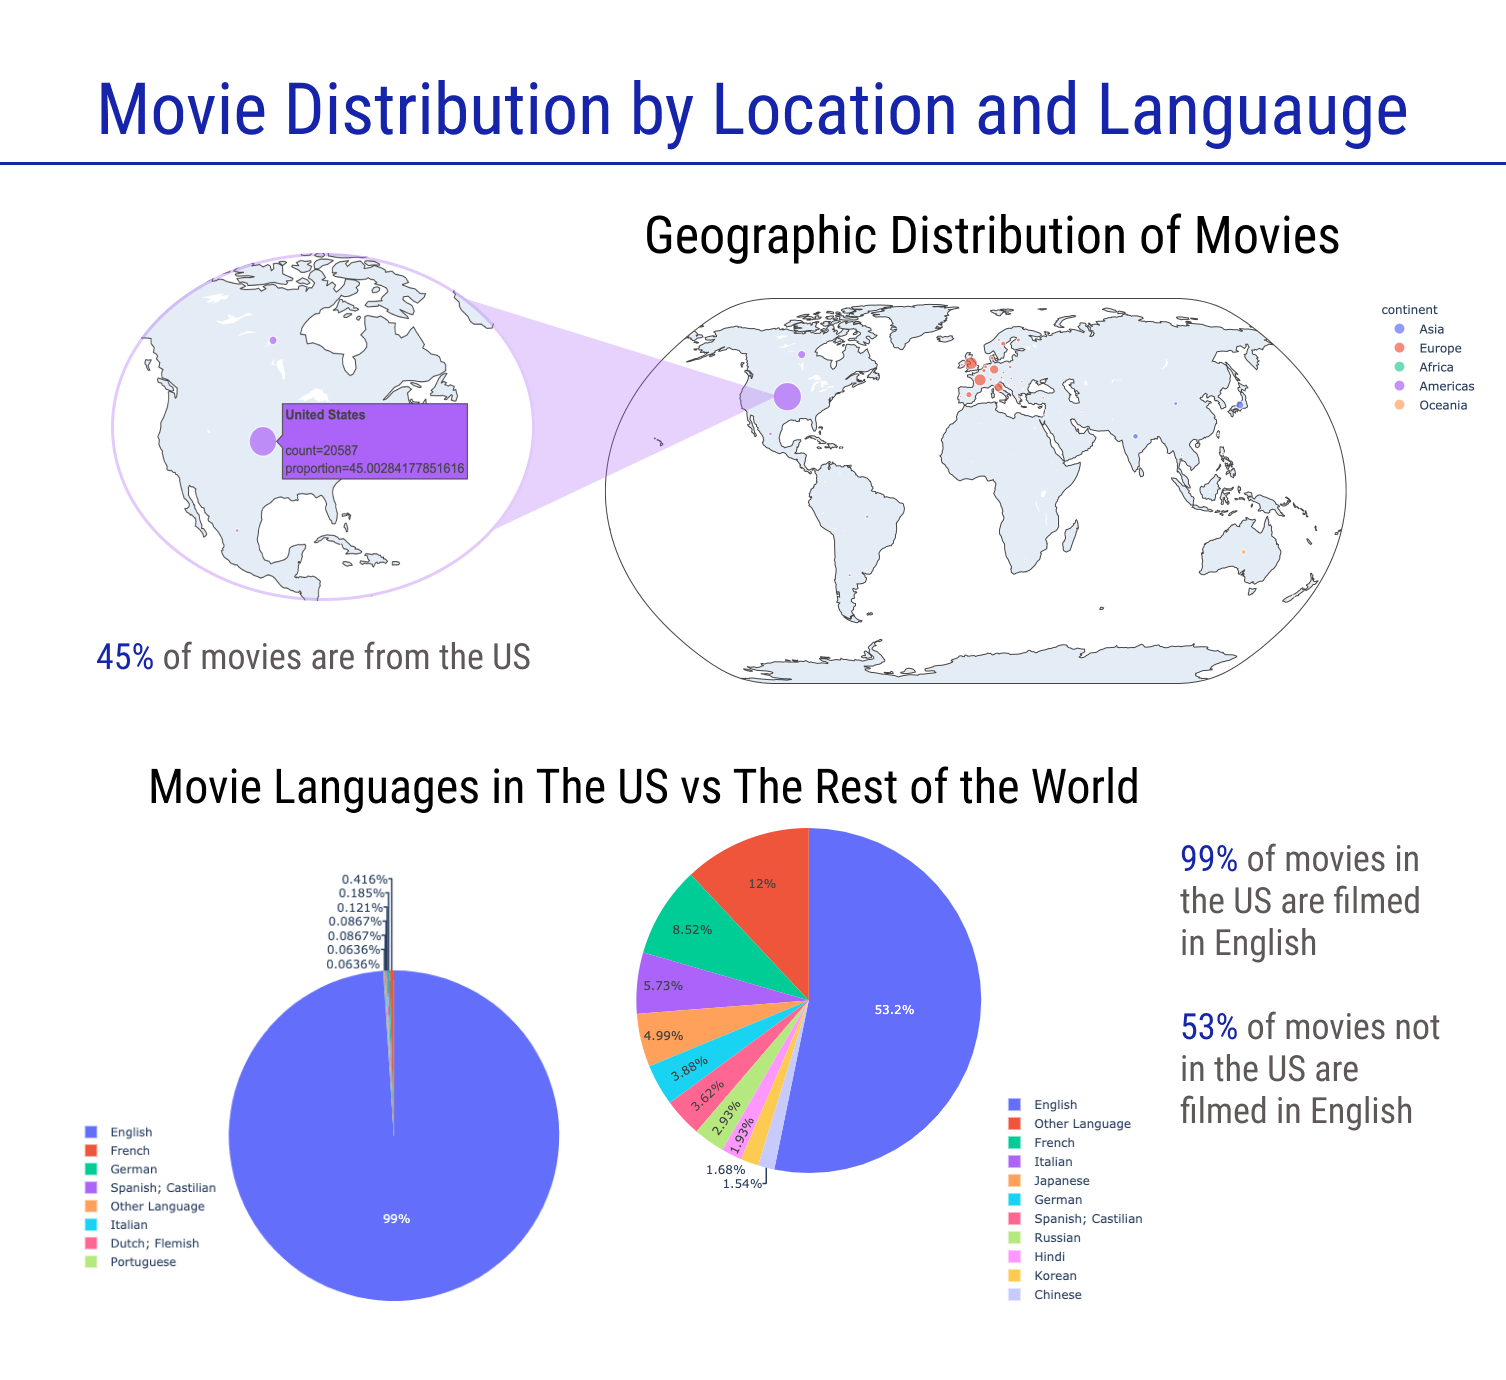 Movie Distribution by Location and Languauge
Geographic Distribution of Movies
United States
count=20587
proportion=45.00284177851616
continent
Asia
Europe
Africa
Americas
Oceania
45% of movies are from the US
Movie Languages in The US vs The Rest of the World
0.416%
0.185%
0.121%
0.0867%
0.0867%
0.0636%
0.0636%
99%
English
French
German
Spanish; Castilian
Other Language
Italian
Dutch; Flemish
Portuguese
12%
8.52%
5.73%
4.99%
3.88%
3.62%
2.93%
1.93%
1.68%
1.54%
53.2%
English
Other Language
French
Italian
Japanese
German
Spanish; Castilian
Russian
Hindi
Korean
Chinese
99% of movies in
the US are filmed
in English
53% of movies not
in the US are
filmed in English